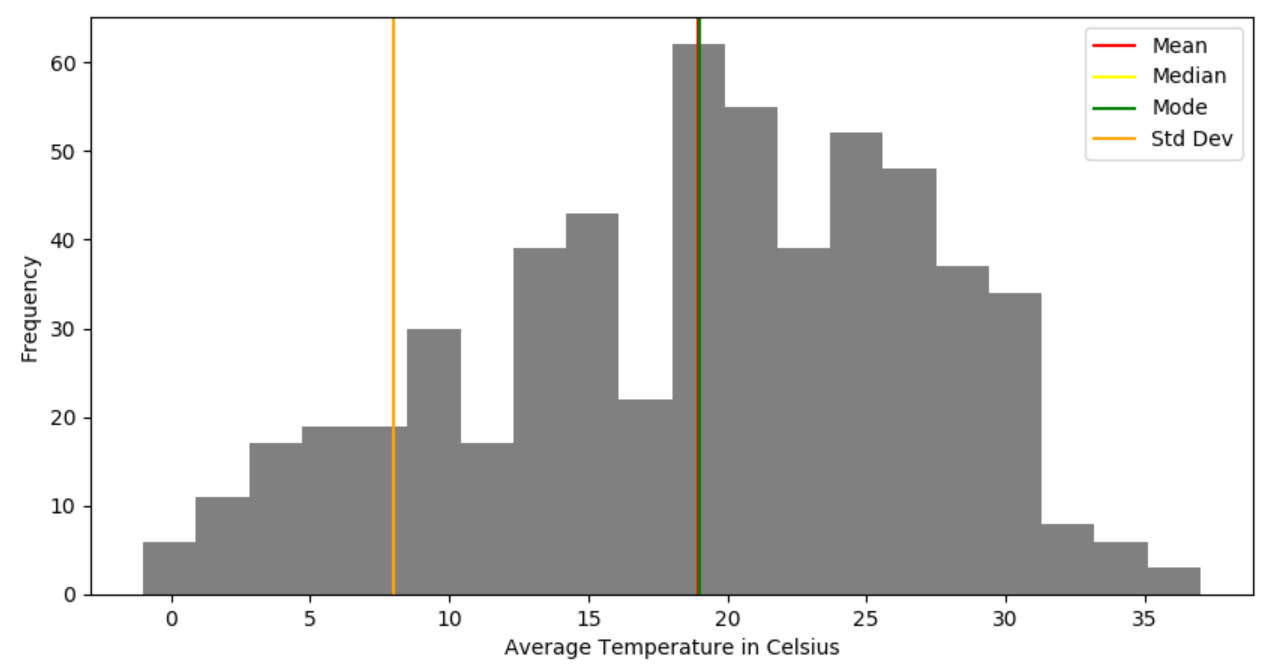 60
50
40
30
20
10
0
Frequency
0 5 10 15 20 25 30 35
Average Temperature in Celsius
Mean
Median
Mode
Std Dev